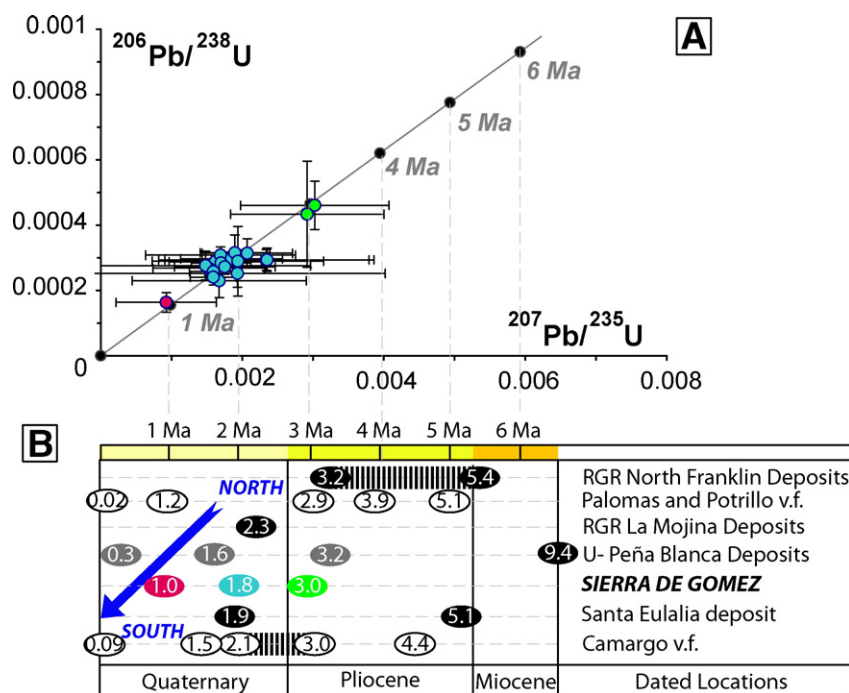 0.001
206Pb/238U
A
0.0008
6 Ma
5 Ma
0.0006
4 Ma
0.0004
0.0002
1 Ma
207Pb/235U
0
0.002
0.004
0.006
0.008
B
1 Ma 2 Ma 3 Ma 4 Ma 5 Ma 6 Ma
3.2 5.4 RGR North Franklin Deposits
NORTH
0.02 1.2 2.9 3.9 5.1 Palomas and Potrillo v.f.
2.3 RGR La Mojina Deposits
0.3 1.6 3.2 9.4 U- Peña Blanca Deposits
1.0 1.8 3.0 SIERRA DE GOMEZ
1.9 5.1 Santa Eulalia deposit
SOUTH
0.09 1.5 2.1 3.0 4.4 Camargo v.f.
Quaternary Pliocene Miocene Dated Locations